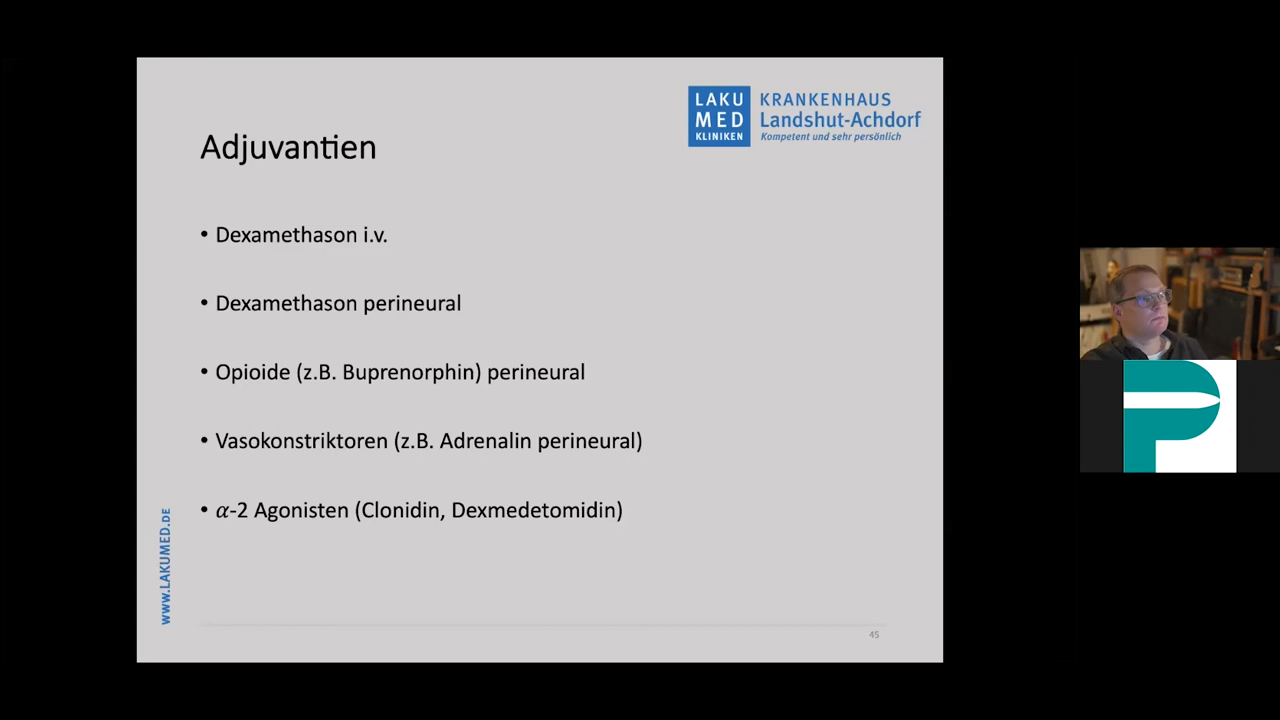 LAKU
MED
KLINIKEN
KRANKENHAUS
Landshut-Achdorf
Kompetent und sehr persönlich
Adjuvantien
• Dexamethason i.v.
• Dexamethason perineural
• Opioide (z.B. Buprenorphin) perineural
• Vasokonstriktoren (z.B. Adrenalin perineural)
• 𝛼-2 Agonisten (Clonidin, Dexmedetomidin)
www.LAKUMED.DE
45
P